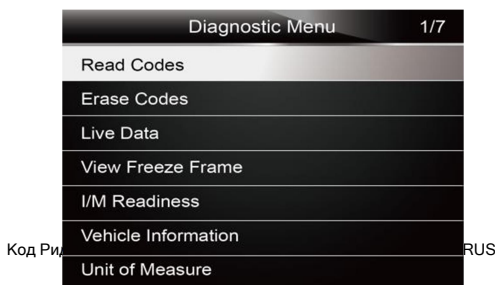 Diagnostic Menu 1/7
Read Codes
Erase Codes
Live Data
View Freeze Frame
I/M Readiness
Vehicle Information
Код RUS
Unit of Measure